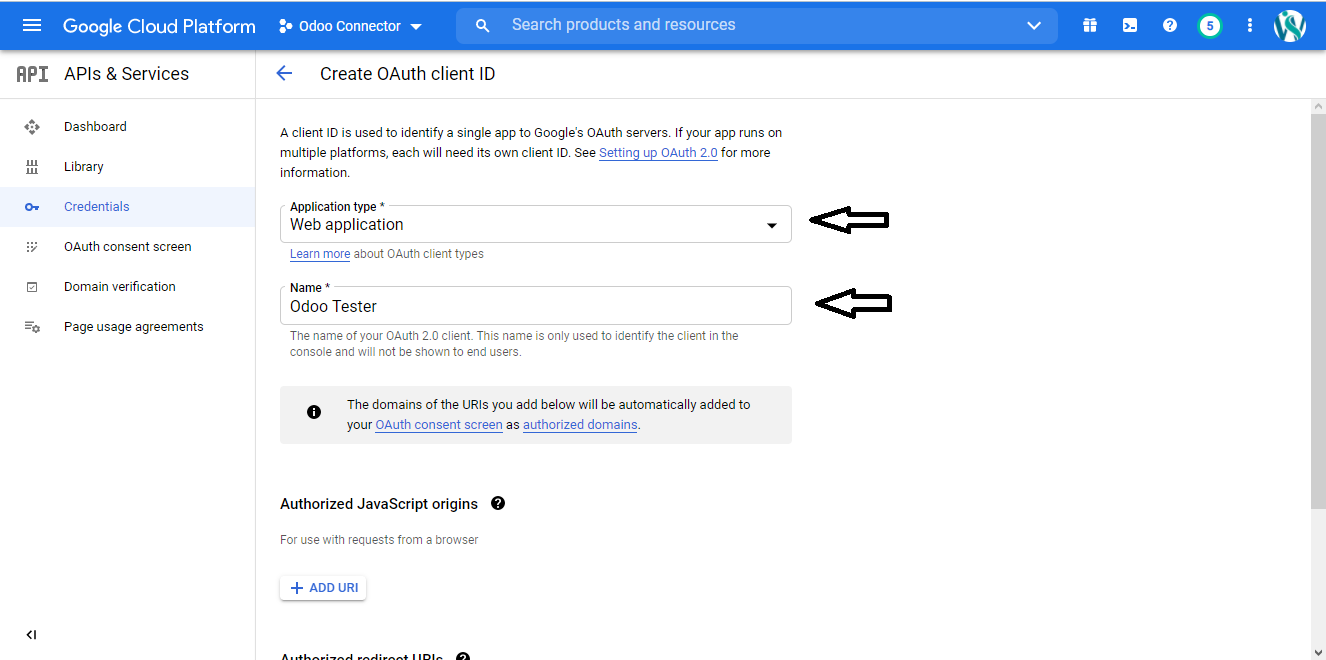 Google Cloud Platform
Odoo Connector
Search products and resources
5
API
APIs & Services
Create OAuth client ID
Dashboard
Library
Credentials
OAuth consent screen
Domain verification
Page usage agreements
A client ID is used to identify a single app to Google's OAuth servers. If your app runs on
multiple platforms, each will need its own client ID. See Setting up OAuth 2.0 for more
information.
Application type *
Web application
Learn more about OAuth client types
Name *
Odoo Tester
The name of your OAuth 2.0 client. This name is only used to identify the client in the
console and will not be shown to end users.
The domains of the URIs you add below will be automatically added to
your OAuth consent screen as authorized domains.
Authorized JavaScript origins
For use with requests from a browser
ADD URI
Authorized redirect URIs